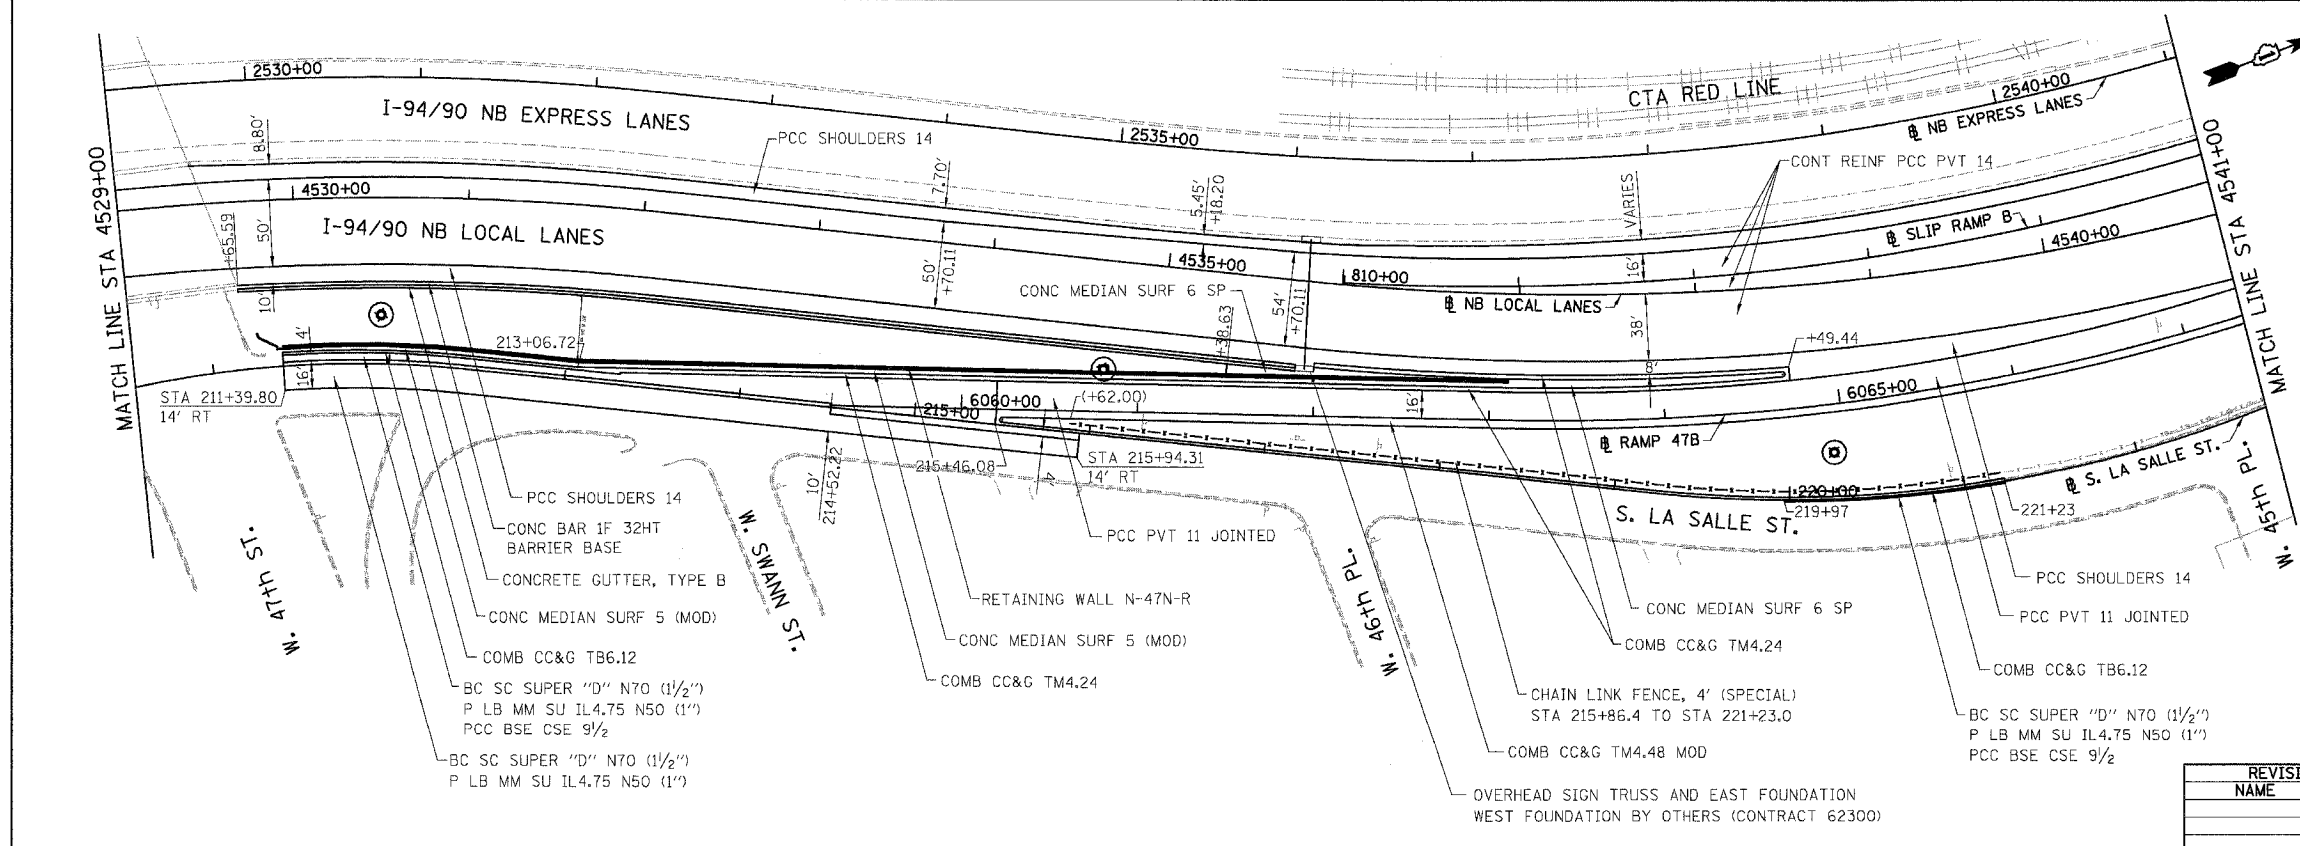 2530+00
I-94/90 NB EXPRESS LANES
8.80'
PCC SHOULDERS 14
2535+00
CTA RED LINE
2540+00
℄ NB EXPRESS LANES
MATCH LINE STA 4529+00
4530+00
I-94/90 NB LOCAL LANES
+65.59
50'
7.70'
5.45'
+18.20
VARIES
CONT REINF PCC PVT 14
℄ SLIP RAMP B
4540+00
MATCH LINE STA 4541+00
50'
+70.11
4535+00
CONC MEDIAN SURF 6 SP
54'
+70.11
810+00
16'
℄ NB LOCAL LANES
38'
+38.63
10'
4'
16'
213+06.72
+49.44
8'
STA 211+39.80
14' RT
215+00
6060+00
(+62.00)
16'
6065+00
℄ RAMP 47B
10'
214+52.22
215+46.08
STA 215+94.31
14' RT
220+00
219+97
221+23
S. LA SALLE ST.
℄ S. LA SALLE ST.
W. 45th PL.
W. 47th ST.
W. SWANN ST.
W. 46th PL.
PCC SHOULDERS 14
CONC BAR 1F 32HT
BARRIER BASE
CONCRETE GUTTER, TYPE B
CONC MEDIAN SURF 5 (MOD)
COMB CC&G TB6.12
BC SC SUPER "D" N70 (1½")
P LB MM SU IL4.75 N50 (1")
PCC BSE CSE 9½
BC SC SUPER "D" N70 (1½")
P LB MM SU IL4.75 N50 (1")
PCC PVT 11 JOINTED
RETAINING WALL N-47N-R
CONC MEDIAN SURF 5 (MOD)
COMB CC&G TM4.24
CONC MEDIAN SURF 6 SP
COMB CC&G TM4.24
CHAIN LINK FENCE, 4' (SPECIAL)
STA 215+86.4 TO STA 221+23.0
COMB CC&G TM4.48 MOD
OVERHEAD SIGN TRUSS AND EAST FOUNDATION
WEST FOUNDATION BY OTHERS (CONTRACT 62300)
PCC SHOULDERS 14
PCC PVT 11 JOINTED
COMB CC&G TB6.12
BC SC SUPER "D" N70 (1½")
P LB MM SU IL4.75 N50 (1")
PCC BSE CSE 9½
REVISI
NAME